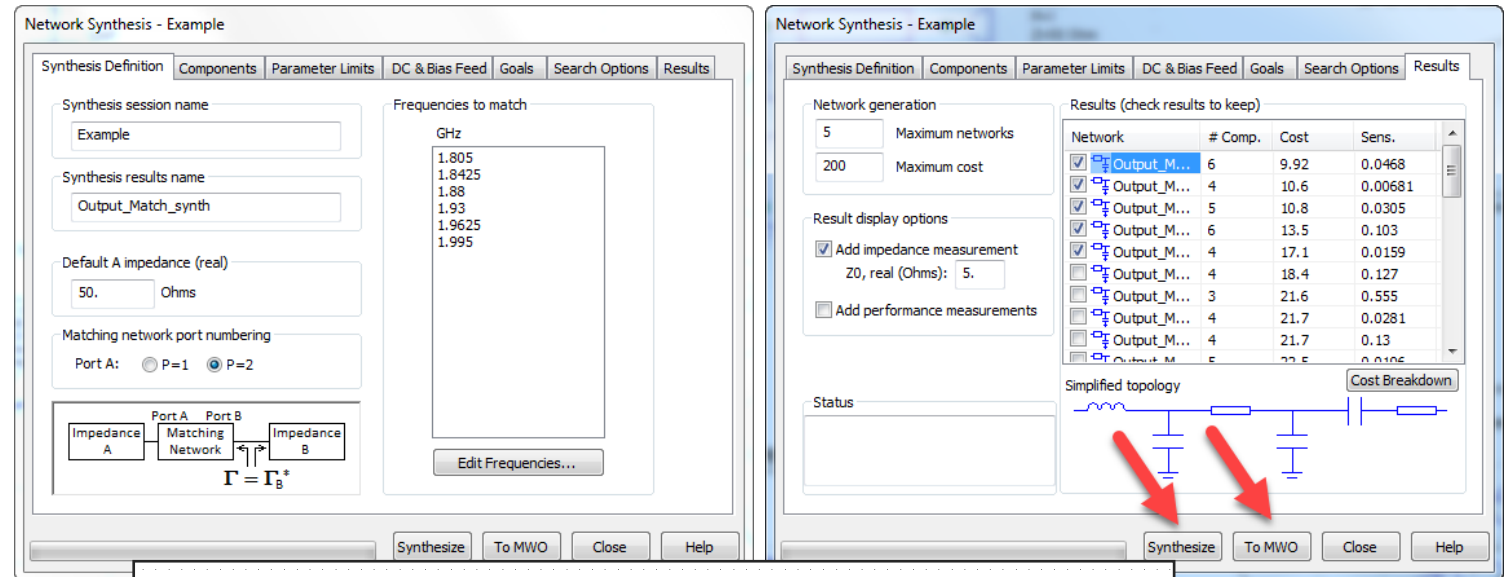 Network Synthesis - Example
Synthesis Definition Components Parameter Limits DC & Bias Feed Goals Search Options Results
Synthesis session name
Example
Synthesis results name
Output_Match_synth
Default A impedance (real)
50. Ohms
Matching network port numbering
Port A: P=1 P=2
Port A Port B
Impedance A
Matching Network
Impedance B
Γ = Γ_B^*
Frequencies to match
GHz
1.805
1.8425
1.88
1.93
1.9625
1.995
Edit Frequencies...
Synthesize To MWO Close Help
Network Synthesis - Example
Synthesis Definition Components Parameter Limits DC & Bias Feed Goals Search Options Results
Network generation
5 Maximum networks
200 Maximum cost
Result display options
Add impedance measurement
Z0, real (Ohms): 5.
Add performance measurements
Status
Results (check results to keep)
Network # Comp. Cost Sens.
Output_M... 6 9.92 0.0468
Output_M... 4 10.6 0.00681
Output_M... 5 10.8 0.0305
Output_M... 6 13.5 0.103
Output_M... 4 17.1 0.0159
Output_M... 4 18.4 0.127
Output_M... 3 21.6 0.555
Output_M... 4 21.7 0.0281
Output_M... 4 21.7 0.13
Simplified topology
Cost Breakdown
Synthesize To MWO Close Help